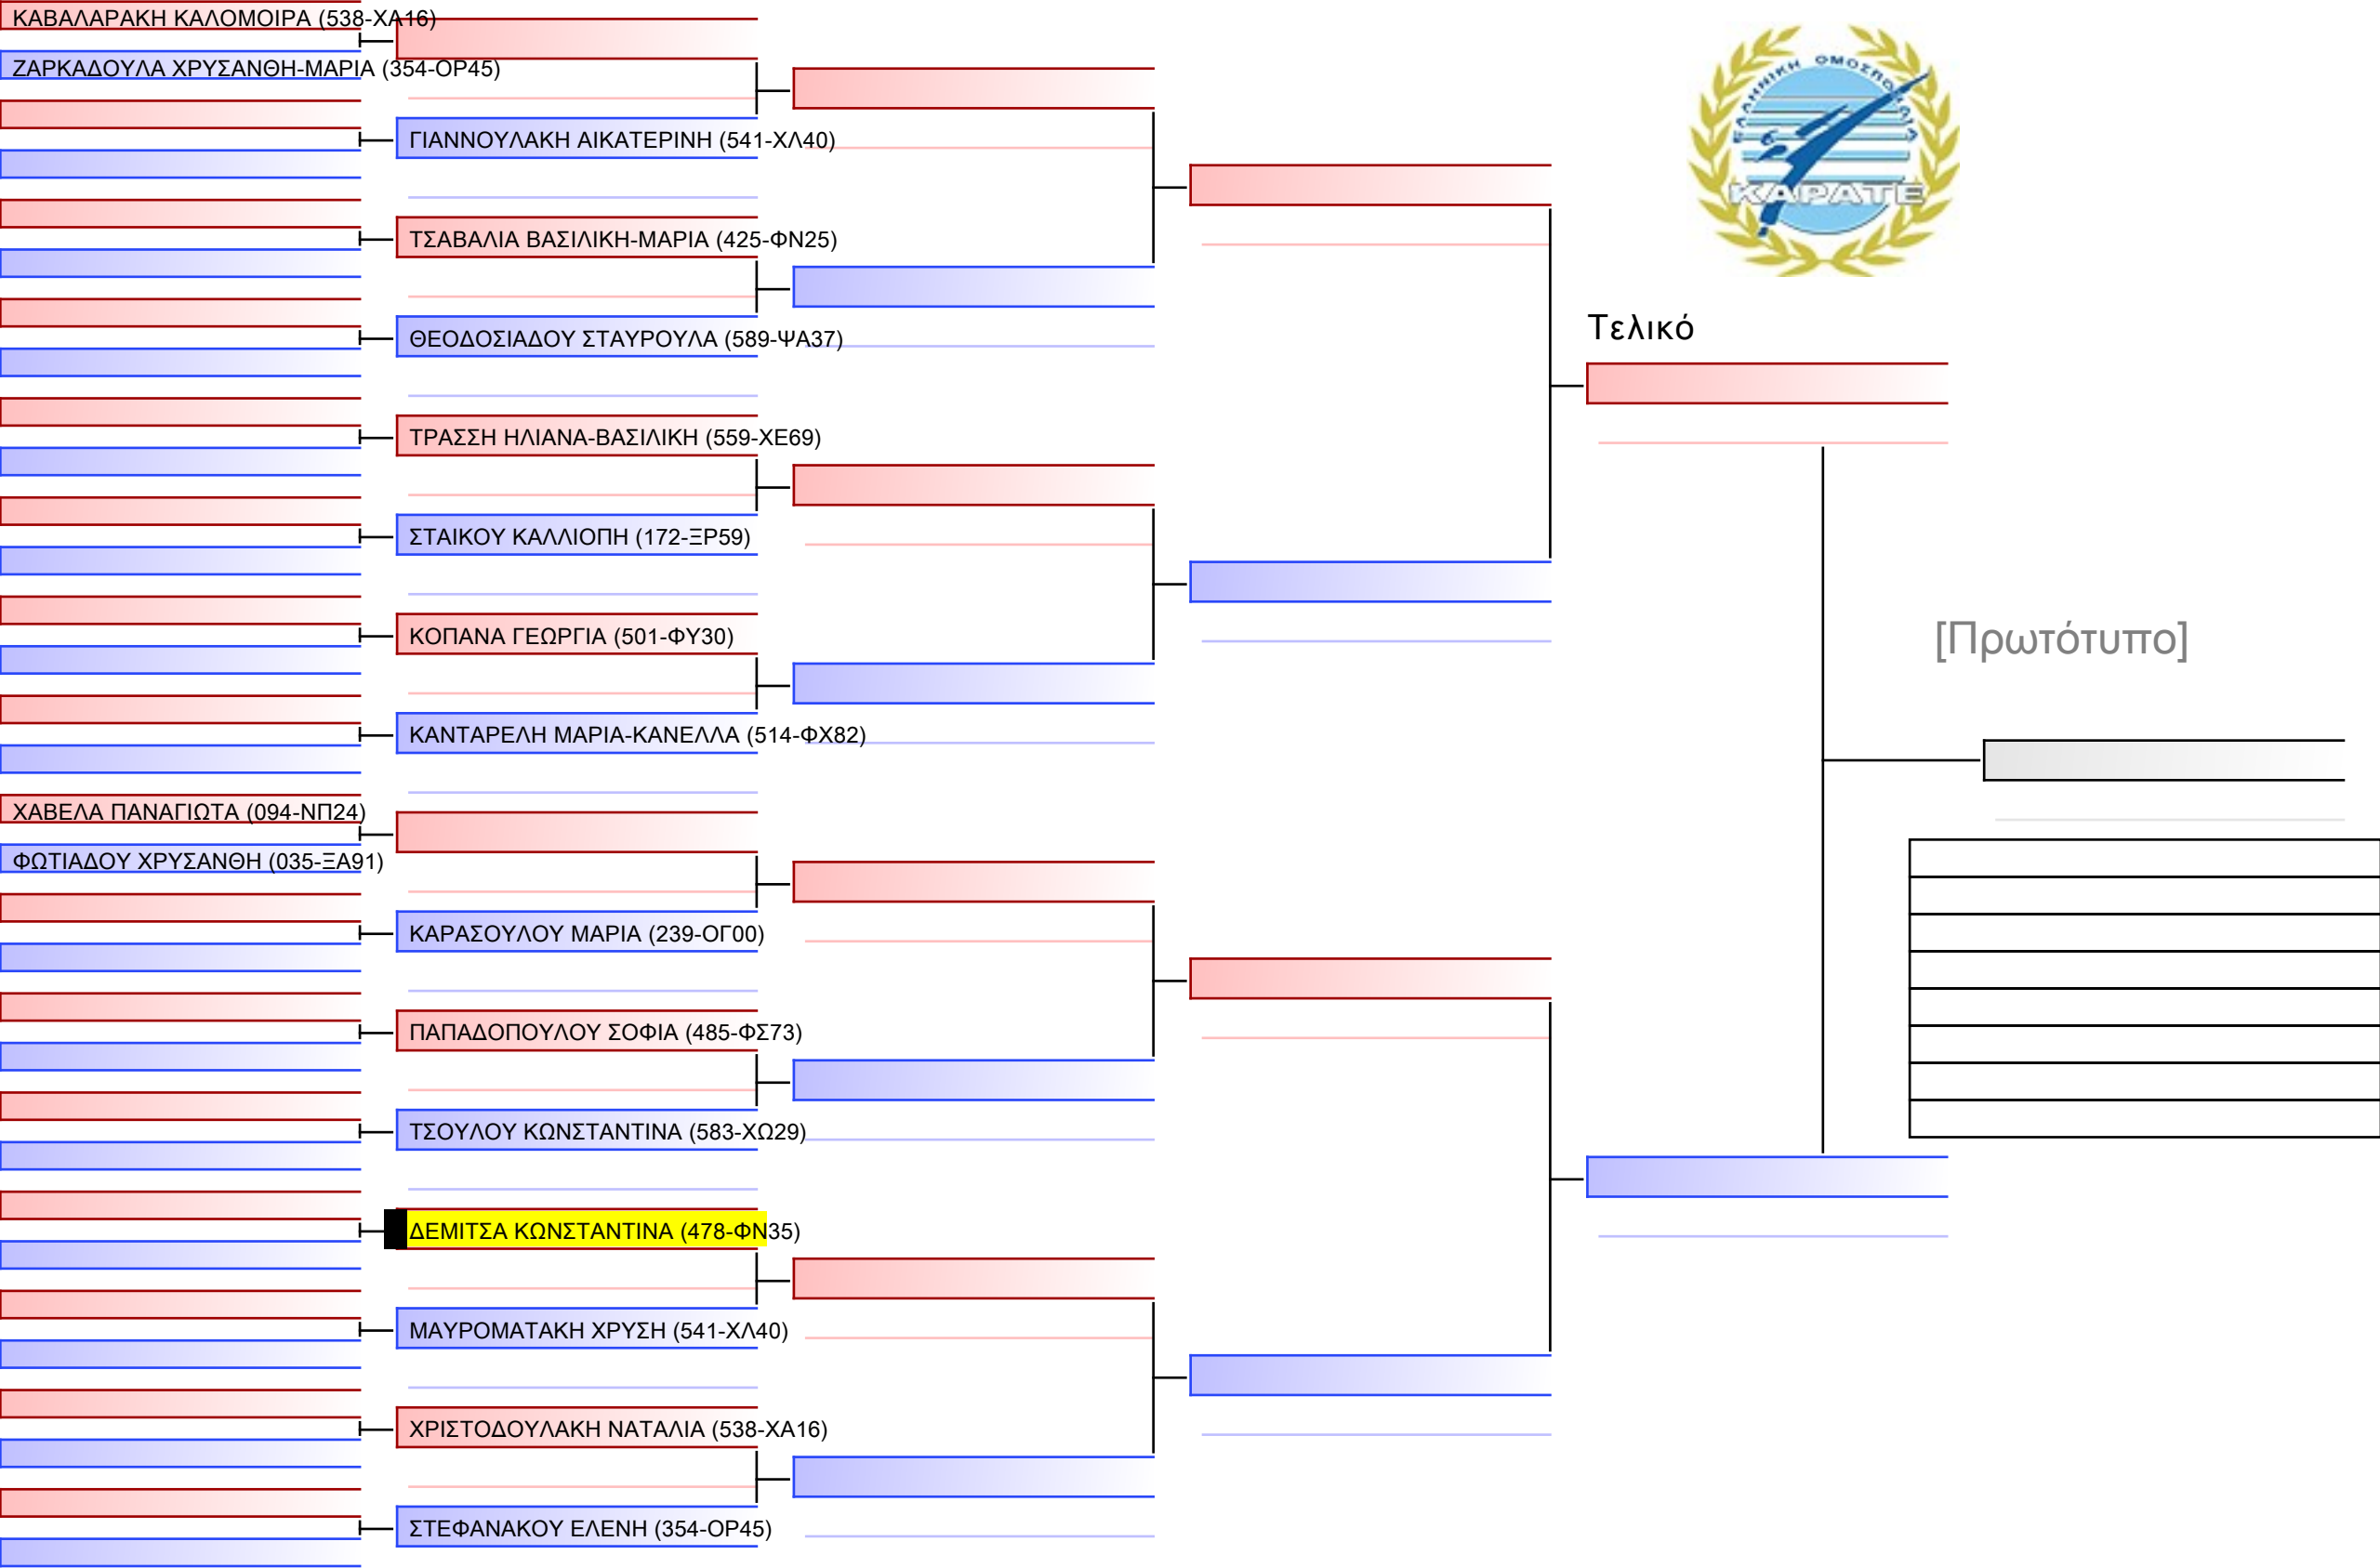 ΚΑΒΑΛΑΡΑΚΗ ΚΑΛΟΜΟΙΡΑ (538-ΧΑ16)
ΖΑΡΚΑΔΟΥΛΑ ΧΡΥΣΑΝΘΗ-ΜΑΡΙΑ (354-ΟΡ45)
ΓΙΑΝΝΟΥΛΑΚΗ ΑΙΚΑΤΕΡΙΝΗ (541-ΧΛ40)
ΤΣΑΒΑΛΙΑ ΒΑΣΙΛΙΚΗ-ΜΑΡΙΑ (425-ΦΝ25)
ΘΕΟΔΟΣΙΑΔΟΥ ΣΤΑΥΡΟΥΛΑ (589-ΨΑ37)
ΤΡΑΣΣΗ ΗΛΙΑΝΑ-ΒΑΣΙΛΙΚΗ (559-ΧΕ69)
ΣΤΑΙΚΟΥ ΚΑΛΛΙΟΠΗ (172-ΞΡ59)
ΚΟΠΑΝΑ ΓΕΩΡΓΙΑ (501-ΦΥ30)
ΚΑΝΤΑΡΕΛΗ ΜΑΡΙΑ-ΚΑΝΕΛΛΑ (514-ΦΧ82)
ΧΑΒΕΛΑ ΠΑΝΑΓΙΩΤΑ (094-ΝΠ24)
ΦΩΤΙΑΔΟΥ ΧΡΥΣΑΝΘΗ (035-ΞΑ91)
ΚΑΡΑΣΟΥΛΟΥ ΜΑΡΙΑ (239-ΟΓ00)
ΠΑΠΑΔΟΠΟΥΛΟΥ ΣΟΦΙΑ (485-ΦΣ73)
ΤΣΟΥΛΟΥ ΚΩΝΣΤΑΝΤΙΝΑ (583-ΧΩ29)
ΔΕΜΙΤΣΑ ΚΩΝΣΤΑΝΤΙΝΑ (478-ΦΝ35)
ΜΑΥΡΟΜΑΤΑΚΗ ΧΡΥΣΗ (541-ΧΛ40)
ΧΡΙΣΤΟΔΟΥΛΑΚΗ ΝΑΤΑΛΙΑ (538-ΧΑ16)
ΣΤΕΦΑΝΑΚΟΥ ΕΛΕΝΗ (354-ΟΡ45)
ΕΛΛΗΝΙΚΗ ΟΜΟΣΠΟΝΔΙΑ
ΚΑΡΑΤΕ
Τελικό
[Πρωτότυπο]